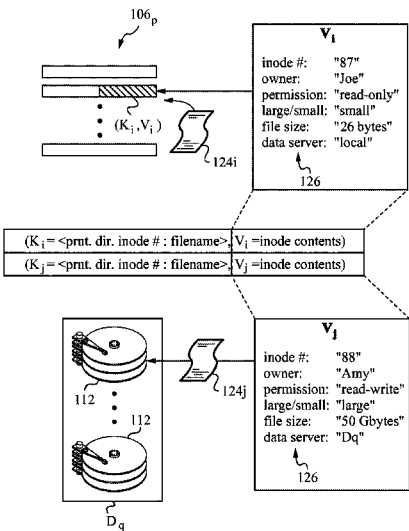 106p
Vi
inode #: "87"
owner: "Joe"
permission: "read-only"
large/small: "small"
file size: "26 bytes"
data server: "local"
126
(Ki,Vi)
124i
(Ki = <prnt. dir. inode # : filename>, Vi =inode contents)
(Kj = <prnt. dir. inode # : filename>, Vj =inode contents)
Vj
inode #: "88"
owner: "Amy"
permission: "read-write"
large/small: "large"
file size: "50 Gbytes"
data server: "Dq"
126
112
124j
112
Dq